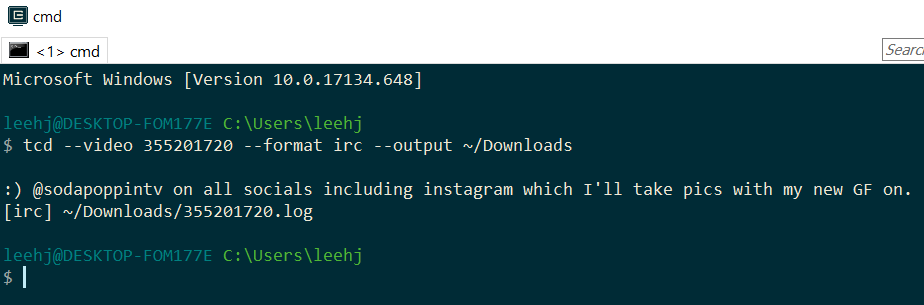 cmd
<1> cmd
Searc
Microsoft Windows [Version 10.0.17134.648]
leehj@DESKTOP-FOM177E C:\Users\leehj
$ tcd --video 355201720 --format irc --output ~/Downloads
:) @sodapoppintv on all socials including instagram which I'll take pics with my new GF on.
[irc] ~/Downloads/355201720.log
leehj@DESKTOP-FOM177E C:\Users\leehj
$